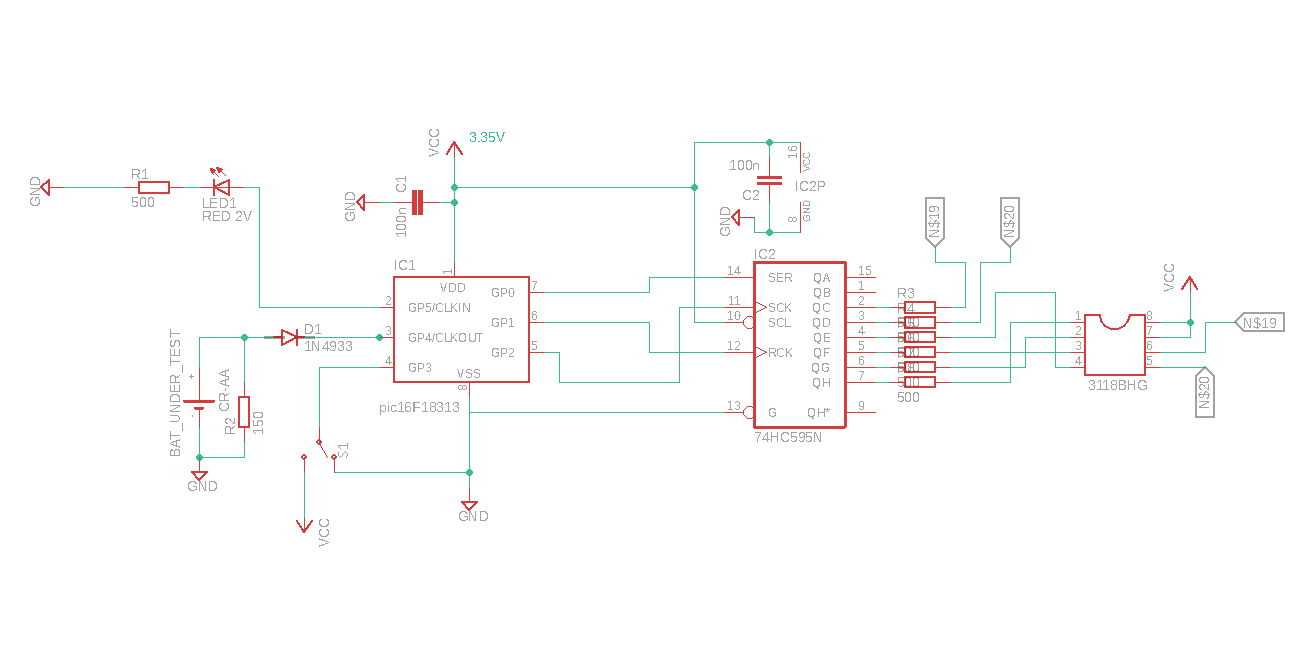 VCC
3.35V
R1
500
GND
LED1
RED 2V
GND
C1
100n
100n
C2
16
VCC
IC2P
GND
8
GND
N$19
N$20
IC1
1
VDD
2
GP5/CLKIN
3
GP4/CLKOUT
4
GP3
GP0
7
GP1
6
GP2
5
VSS
8
pic16F18313
D1
1N4933
BAT_UNDER_TEST
+
-
CR-AA
R2
150
GND
S1
VCC
GND
IC2
14
SER
11
SCK
10
SCL
12
RCK
13
G
QA
15
QB
1
QC
2
QD
3
QE
4
QF
5
QG
6
QH
7
QH*
9
74HC595N
R3
R4
500
VCC
1
2
3
4
8
7
6
5
3118BHG
N$19
N$20